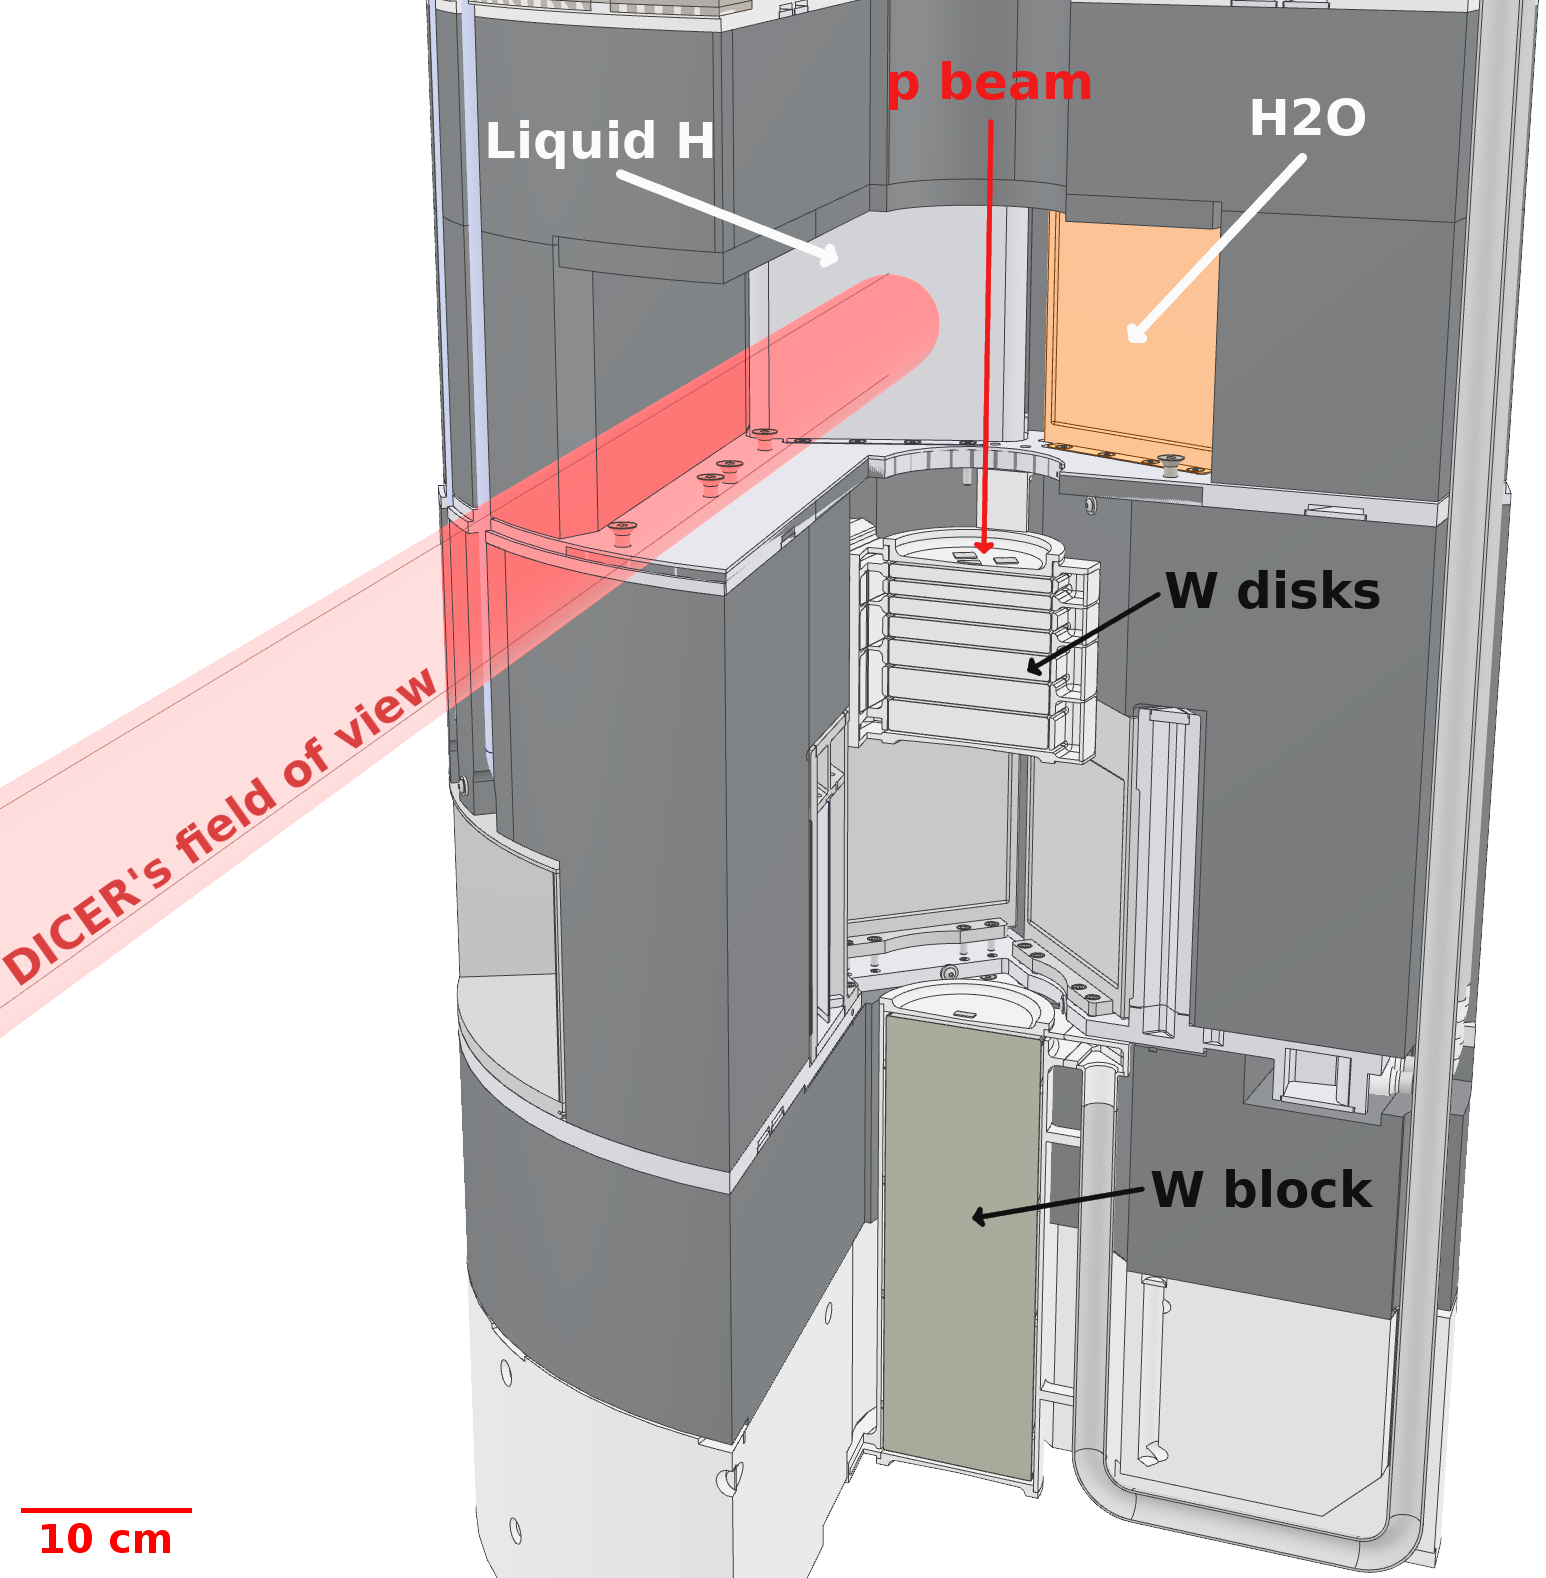 p beam
H2O
Liquid H
W disks
DICER's field of view
W block
10 cm